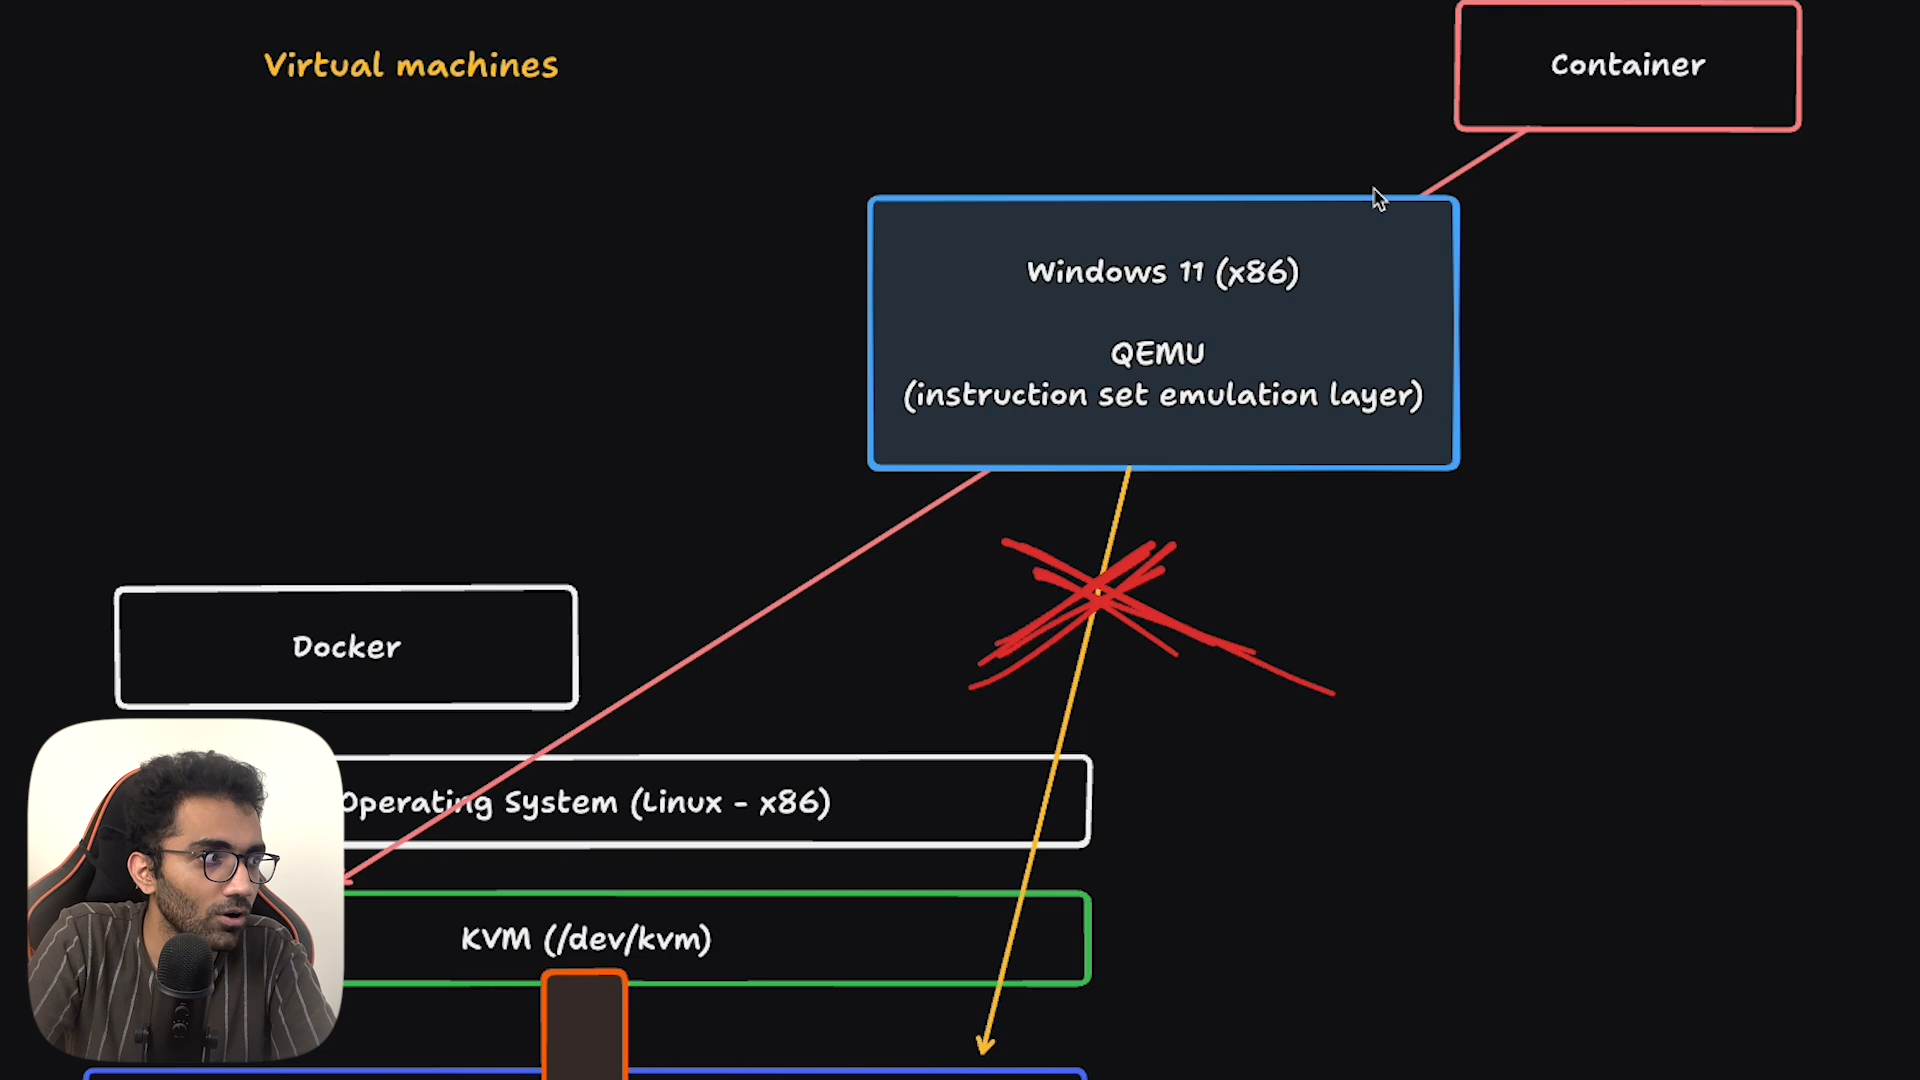 Virtual machines
Container
Windows 11 (x86)
QEMU
(instruction set emulation layer)
Docker
Operating System (Linux - x86)
KVM (/dev/kvm)